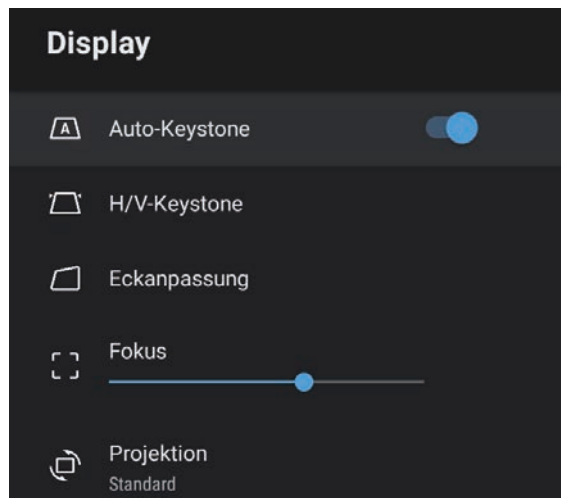 Display
A
Auto-Keystone
H/V-Keystone
Eckanpassung
Fokus
Projektion
Standard